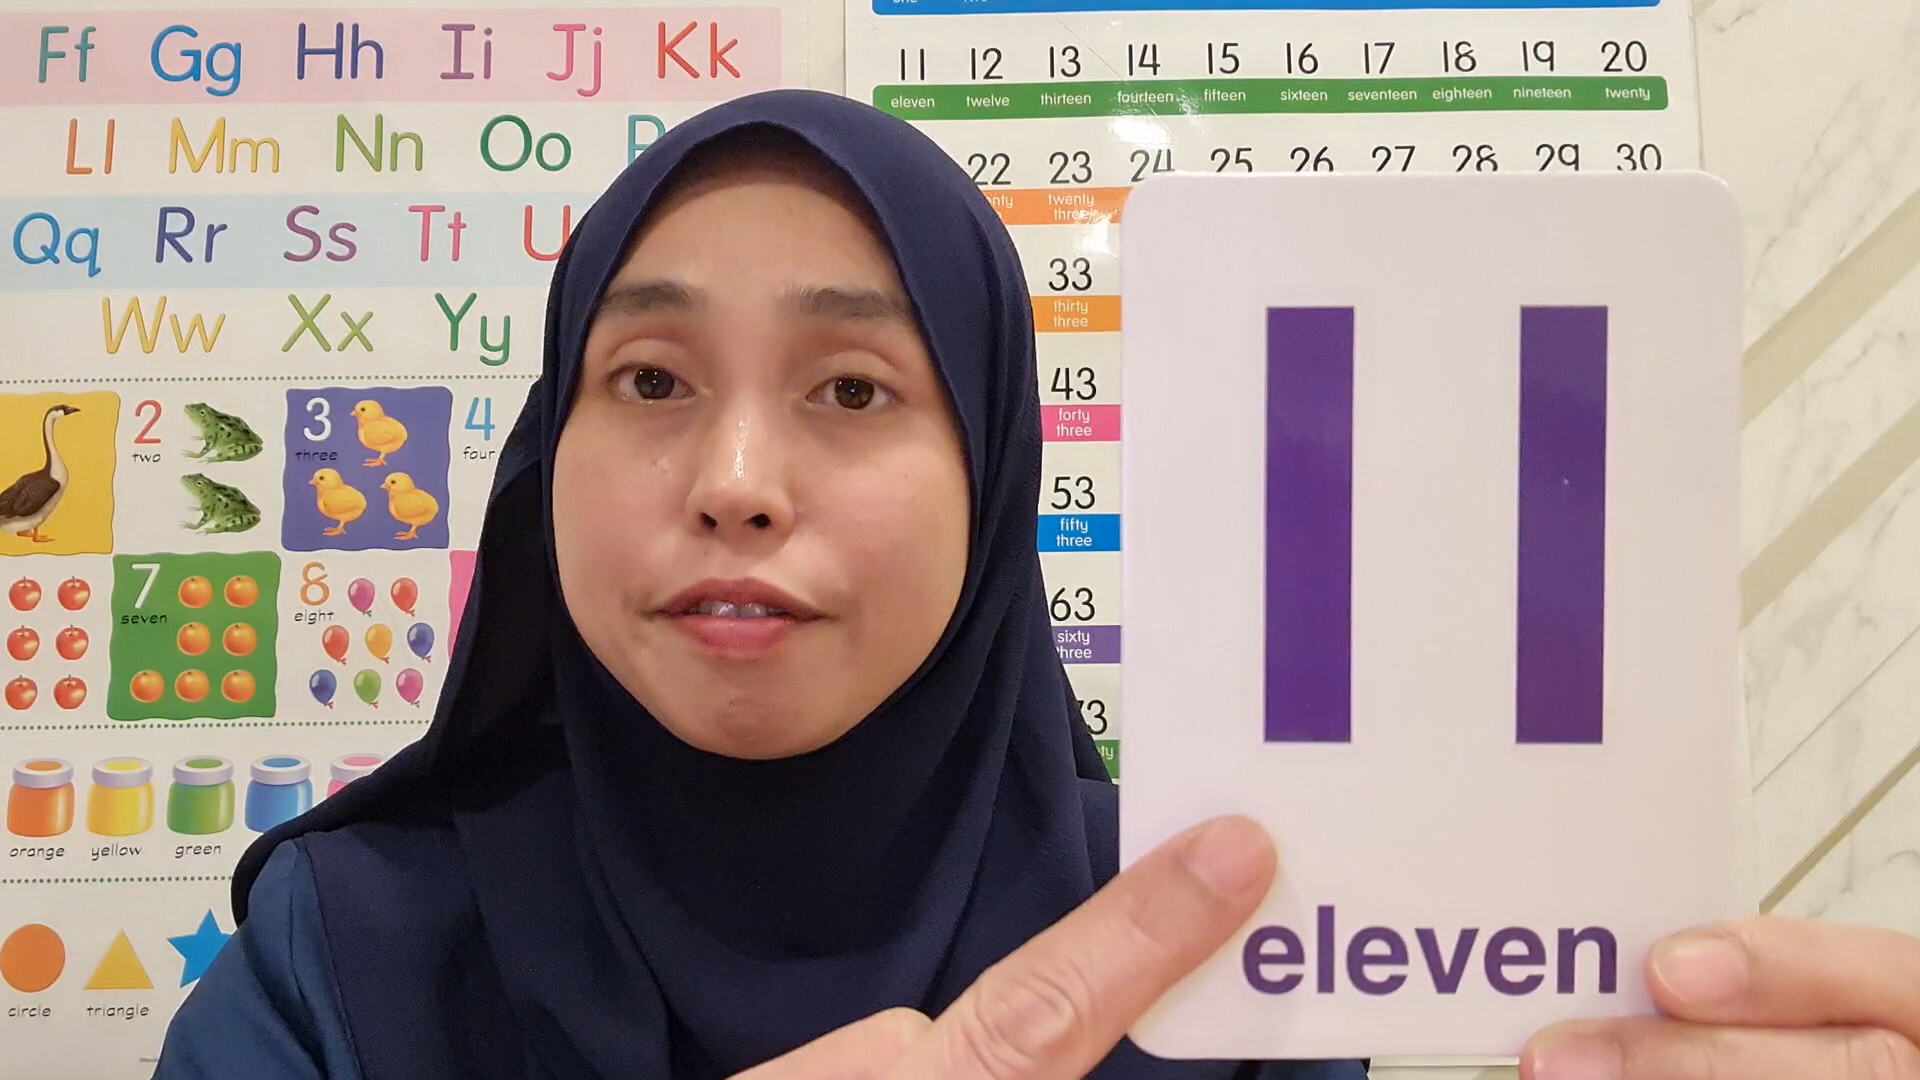 Ff Gg Hh Ii Jj Kk
Ll Mm Nn Oo
Qq Rr Ss Tt U
Ww Xx Yy
2
two
3
three
4
four
7
seven
8
eight
orange yellow green
circle triangle
11 12 13 14 15 16 17 18 19 20
eleven twelve thirteen fourteen fifteen sixteen seventeen eighteen nineteen twenty
22 23 24 25 26 27 28 29 30
twenty
three
33
thirty
three
43
forty
three
53
fifty
three
63
sixty
three
11
eleven